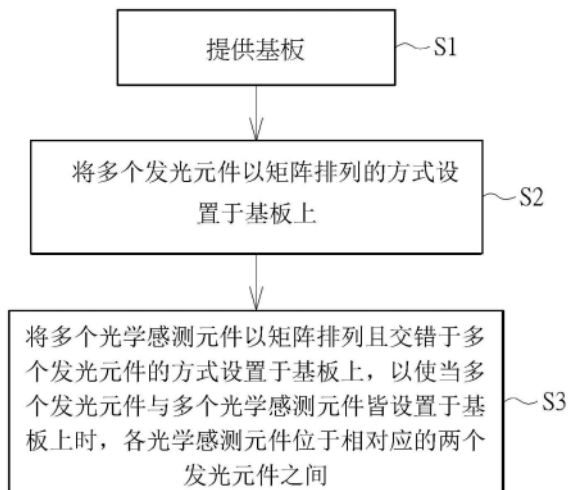 提供基板
S1
将多个发光元件以矩阵排列的方式设
置于基板上
S2
将多个光学感测元件以矩阵排列且交错于多
个发光元件的方式设置于基板上，以使当多
个发光元件与多个光学感测元件皆设置于基
板上时，各光学感测元件位于相对应的两个
发光元件之间
S3